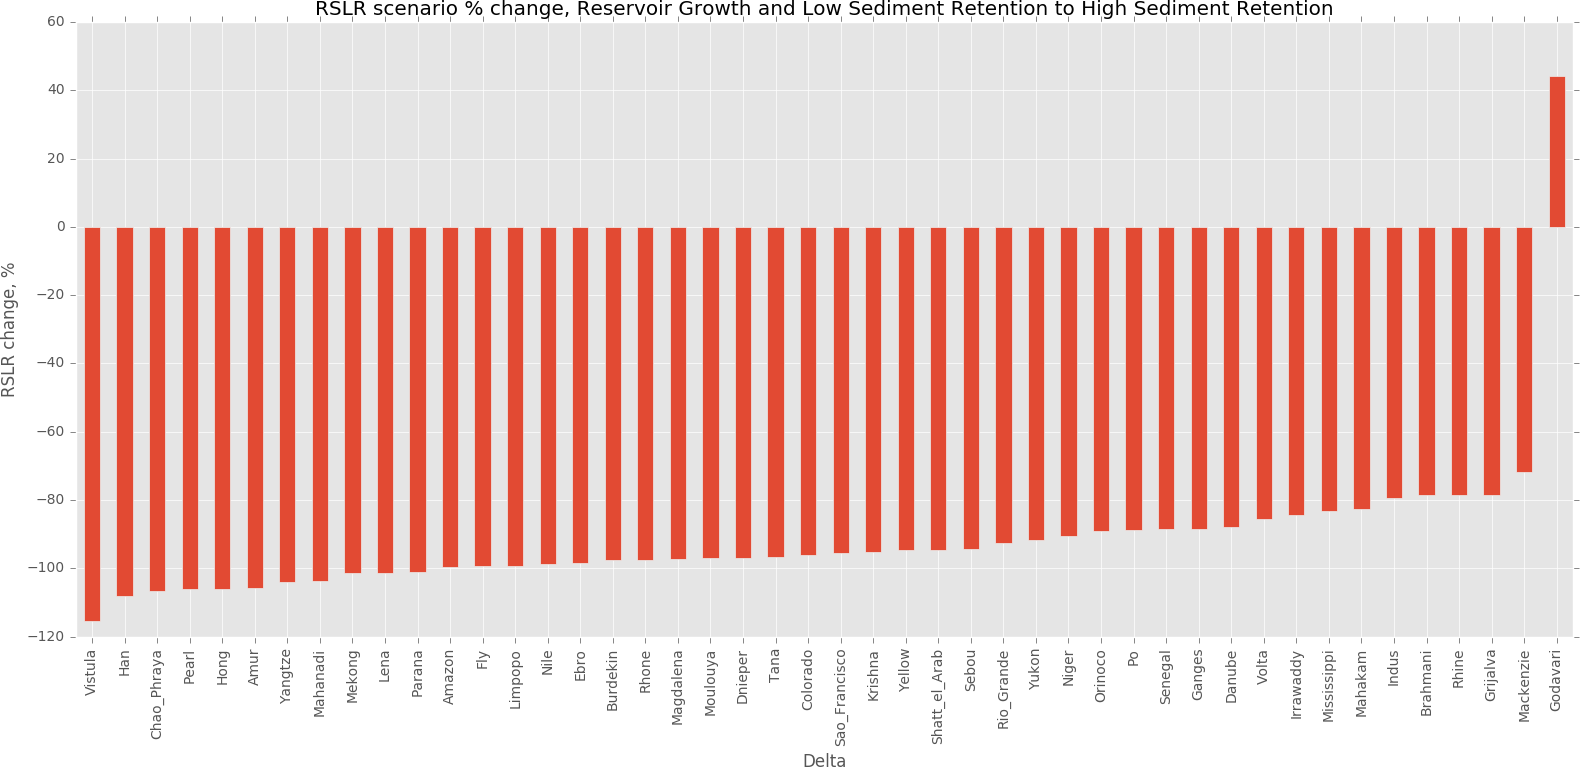 RSLR scenario % change, Reservoir Growth and Low Sediment Retention to High Sediment Retention
RSLR change, %
60
40
20
0
−20
−40
−60
−80
−100
−120
Vistula
Han
Chao_Phraya
Pearl
Hong
Amur
Yangtze
Mahanadi
Mekong
Lena
Parana
Amazon
Fly
Limpopo
Nile
Ebro
Burdekin
Rhone
Magdalena
Moulouya
Dnieper
Tana
Colorado
Sao_Francisco
Krishna
Yellow
Shatt_el_Arab
Sebou
Rio_Grande
Yukon
Niger
Orinoco
Po
Senegal
Ganges
Danube
Volta
Irrawaddy
Mississippi
Mahakam
Indus
Brahmani
Rhine
Grijalva
Mackenzie
Godavari
Delta